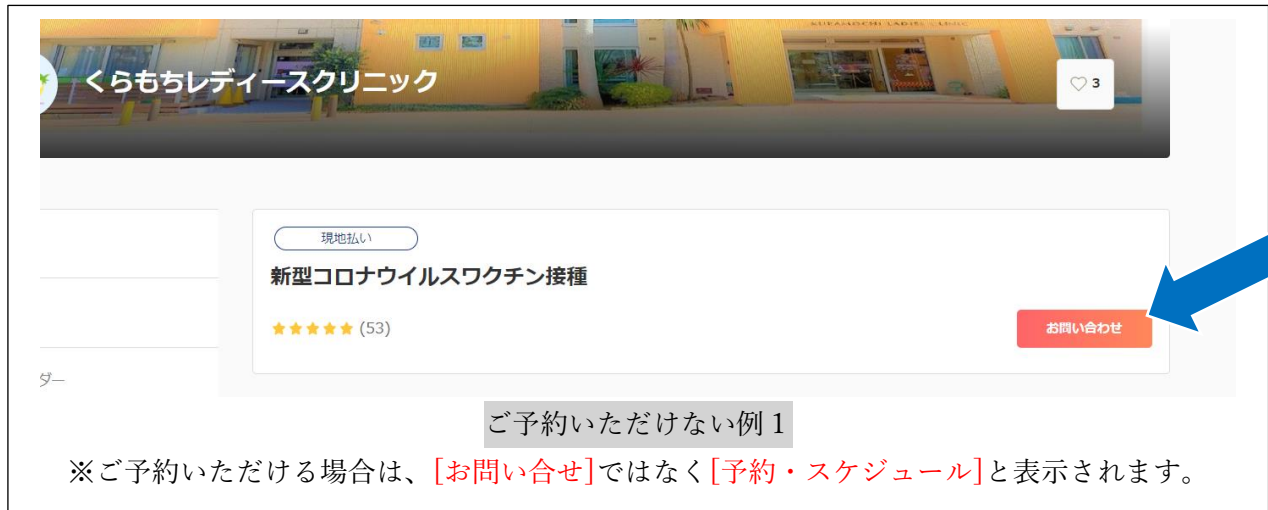 KURAMOCHI LADIES CLINIC
くらもちレディースクリニック
♡ 3
現地払い
新型コロナウイルスワクチン接種
★★★★★ (53)
お問い合わせ
ダー
ご予約いただけない例１
※ご予約いただける場合は、[お問い合せ]ではなく[予約・スケジュール]と表示されます。